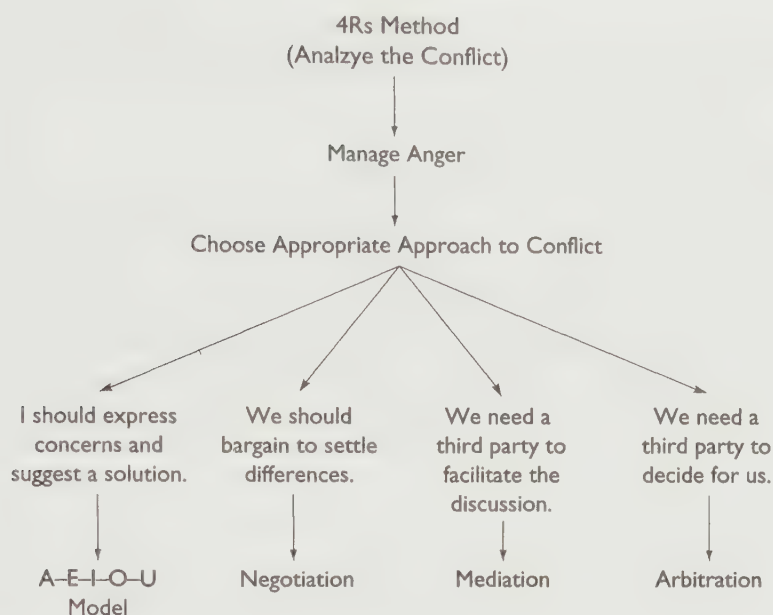 4Rs Method
(Analzye the Conflict)
Manage Anger
Choose Appropriate Approach to Conflict
I should express
concerns and
suggest a solution.
We should
bargain to settle
differences.
We need a
third party to
facilitate the
discussion.
We need a
third party to
decide for us.
A–E–I–O–U
Model
Negotiation
Mediation
Arbitration